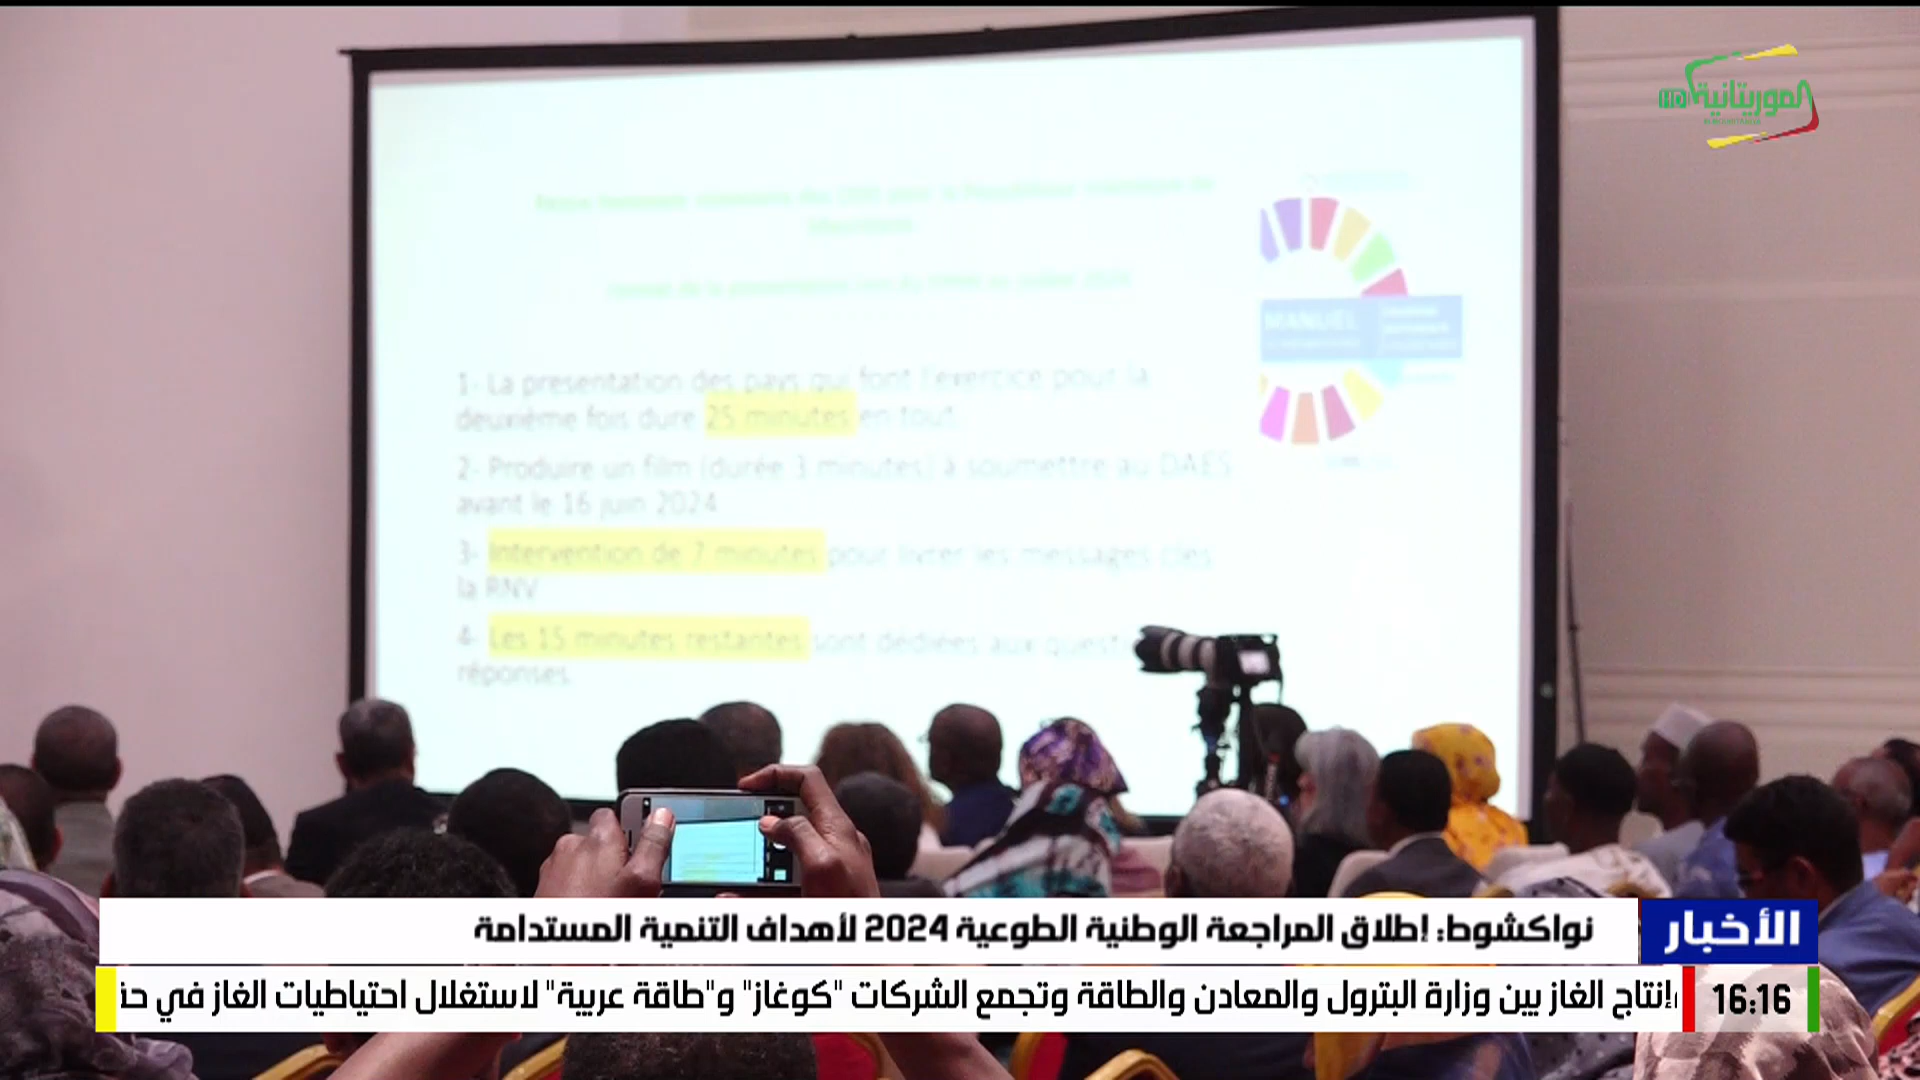 الموريتانية
HD
MANUEL
1- La presentation des pays qui font l'exercice pour la
deuxième fois dure 25 minutes en tout.
2- Produire un film (durée 3 minutes) à soumettre au DAES
avant le 16 juin 2024
3- Intervention de 7 minutes pour livrer les messages clés
la RNV
4- Les 15 minutes restantes sont dédiées aux
réponses
الأخبار
نواكشوط: إطلاق المراجعة الوطنية الطوعية 2024 لأهداف التنمية المستدامة
إنتاج الغاز بين وزارة البترول والمعادن والطاقة وتجمع الشركات "كوغاز" و"طاقة عربية" لاستغلال احتياطيات الغاز في
16:16